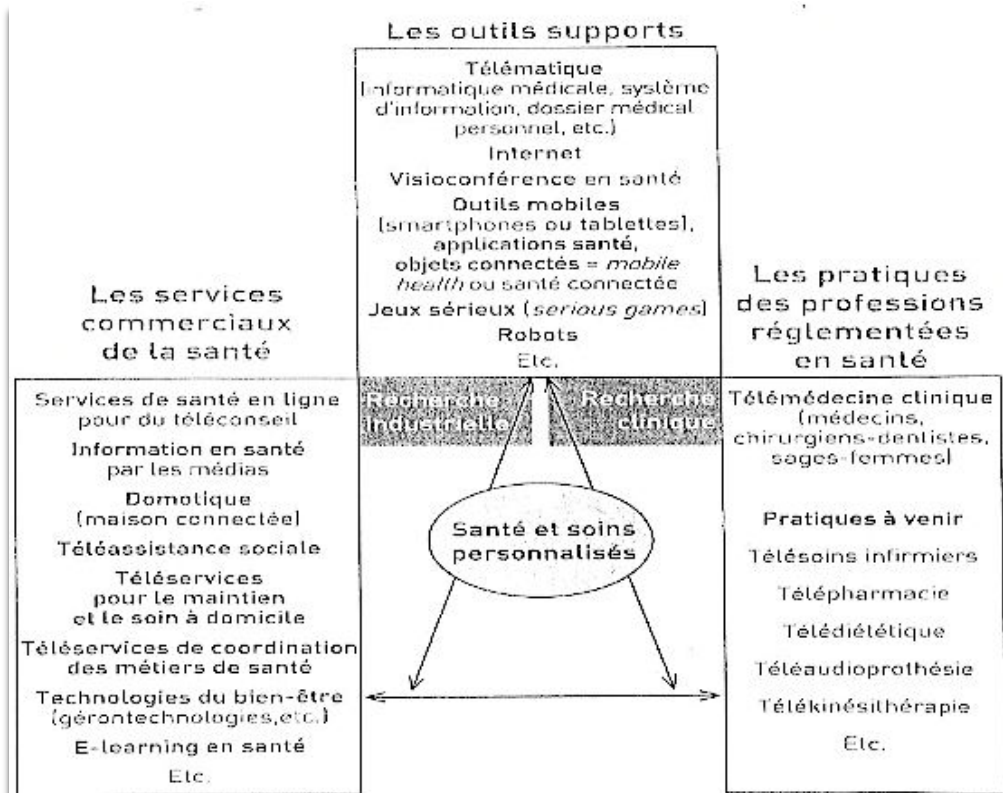 Les outils supports
Télématique
(informatique médicale, système
d'information, dossier médical
personnel, etc.)
Internet
Visioconférence en santé
Outils mobiles
(smartphones ou tablettes),
applications santé,
objets connectés = mobile
health ou santé connectée
Jeux sérieux (serious games)
Robots
Etc.
Les services
commerciaux
de la santé
Services de santé en ligne
pour du téléconseil
Information en santé
par les médias
Domotique
(maison connectée)
Téléassistance sociale
Téléservices
pour le maintien
et le soin à domicile
Téléservices de coordination
des métiers de santé
Technologies du bien-être
(gérontechnologies,etc.)
E-learning en santé
Etc.
Recherche
industrielle
Recherche
clinique
Santé et soins
personnalisés
Les pratiques
des professions
réglementées
en santé
Télémédecine clinique
(médecins,
chirurgiens-dentistes,
sages-femmes)
Pratiques à venir
Télésoins infirmiers
Télépharmacie
Télédiététique
Téléaudioprothésie
Télékinésithérapie
Etc.